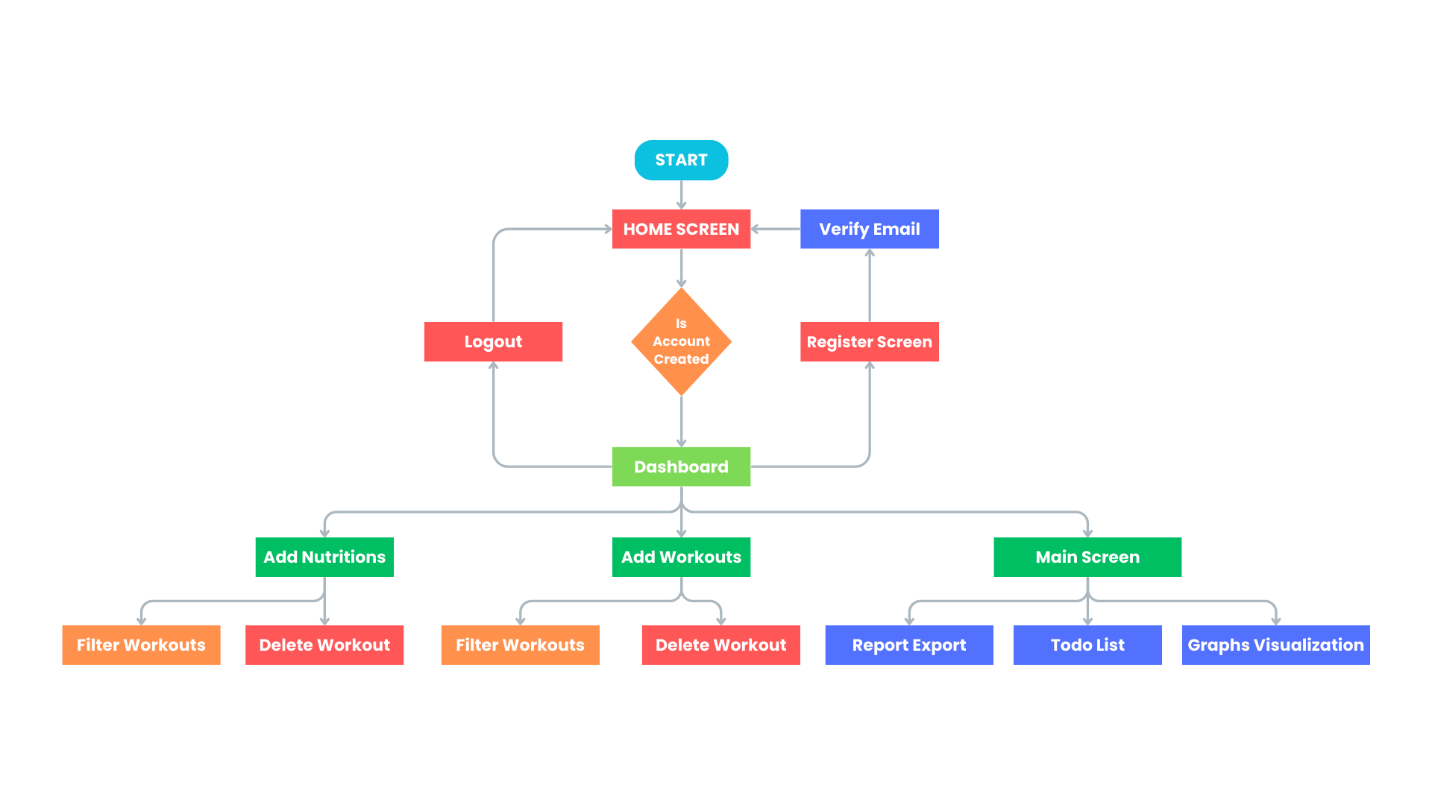 START
HOME SCREEN
Verify Email
Logout
Is
Account
Created
Register Screen
Dashboard
Add Nutritions
Add Workouts
Main Screen
Filter Workouts
Delete Workout
Filter Workouts
Delete Workout
Report Export
Todo List
Graphs Visualization